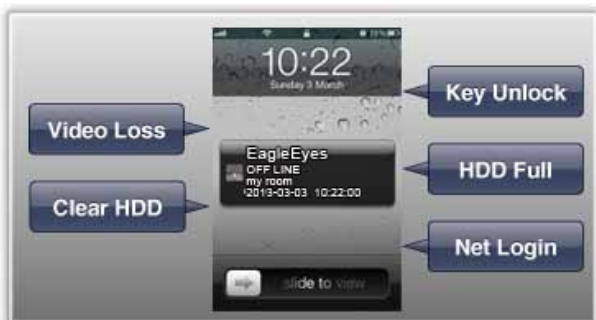 10:22
Sunday 3 March
Key Unlock
Video Loss
EagleEyes
OFF LINE
my room
2013-03-03 10:22:00
HDD Full
Clear HDD
Net Login
slide to view